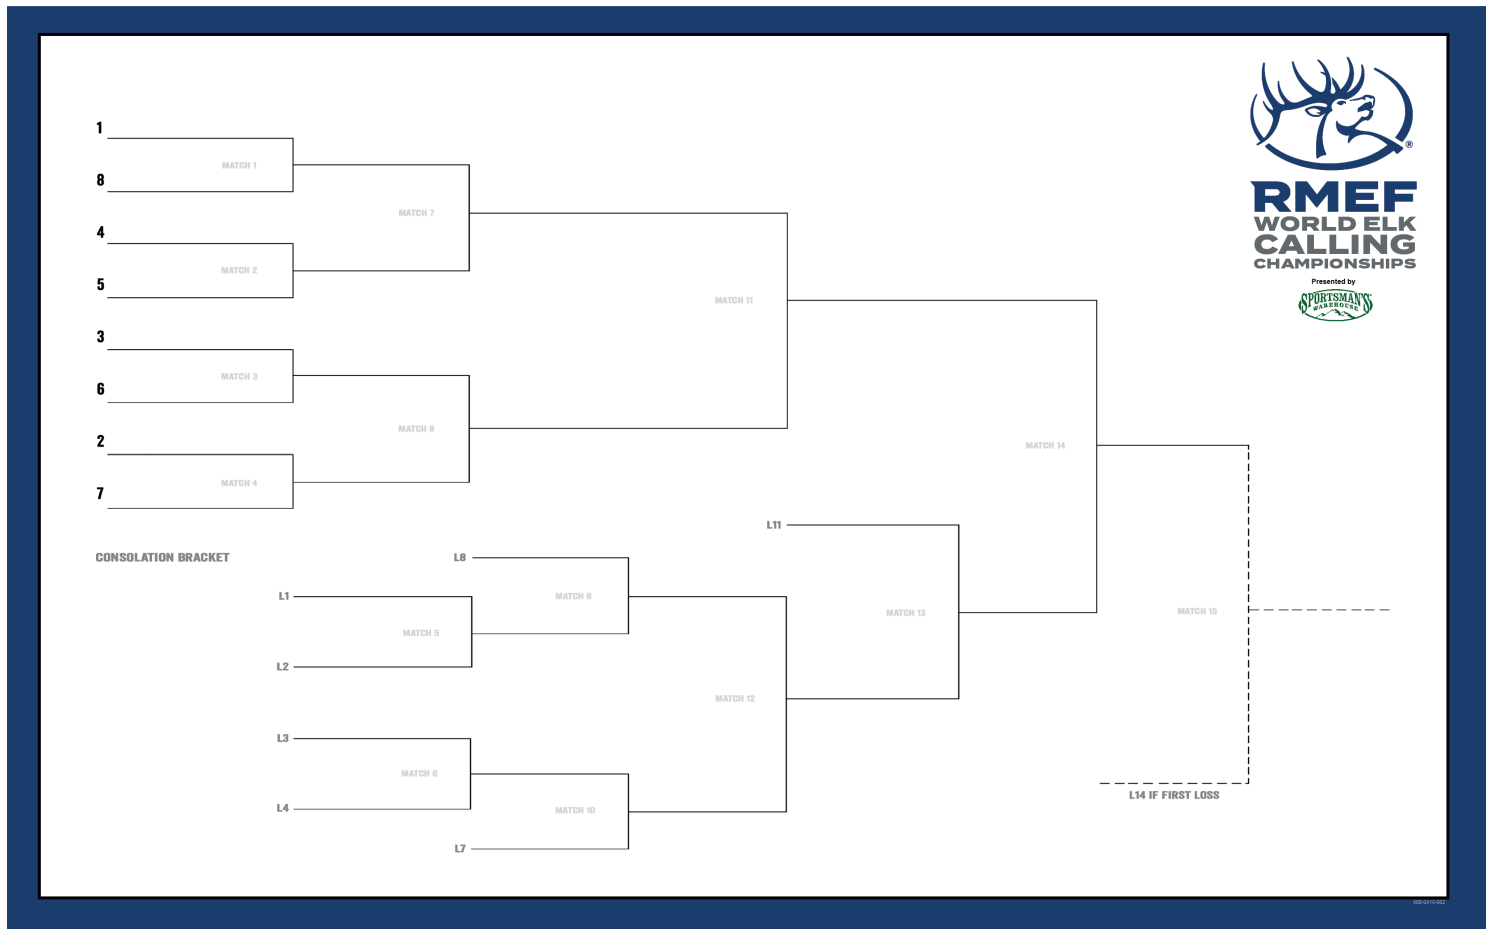 1
MATCH 1
8
4
MATCH 2
5
3
MATCH 3
6
2
MATCH 4
7
MATCH 7
MATCH 8
MATCH 11
MATCH 14
MATCH 15
L14 IF FIRST LOSS
CONSOLATION BRACKET
L8
MATCH 9
L1
MATCH 5
L2
MATCH 12
L3
MATCH 6
L4
MATCH 10
L7
L11
MATCH 13
®
RMEF
WORLD ELK
CALLING
CHAMPIONSHIPS
Presented by
SPORTSMAN'S
WAREHOUSE